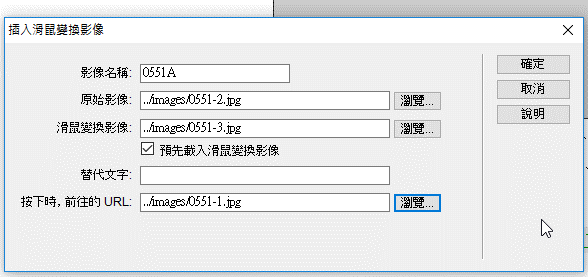 插入滑鼠變換影像
影像名稱: 0551A
確定
原始影像: ../images/0551-2.jpg 瀏覽...
取消
滑鼠變換影像: ../images/0551-3.jpg 瀏覽...
說明
預先載入滑鼠變換影像
替代文字:
按下時,前往的 URL: ../images/0551-1.jpg 瀏覽...